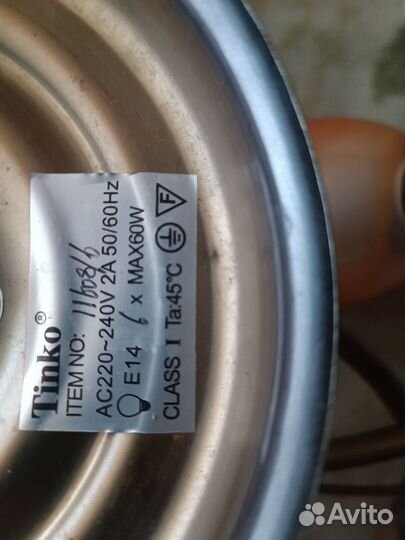 Tinko®
ITEM NO: 1160816
AC220~240V 2A 50/60Hz
E14 6 x MAX60W
CLASS I Ta:45°C
F
Avito